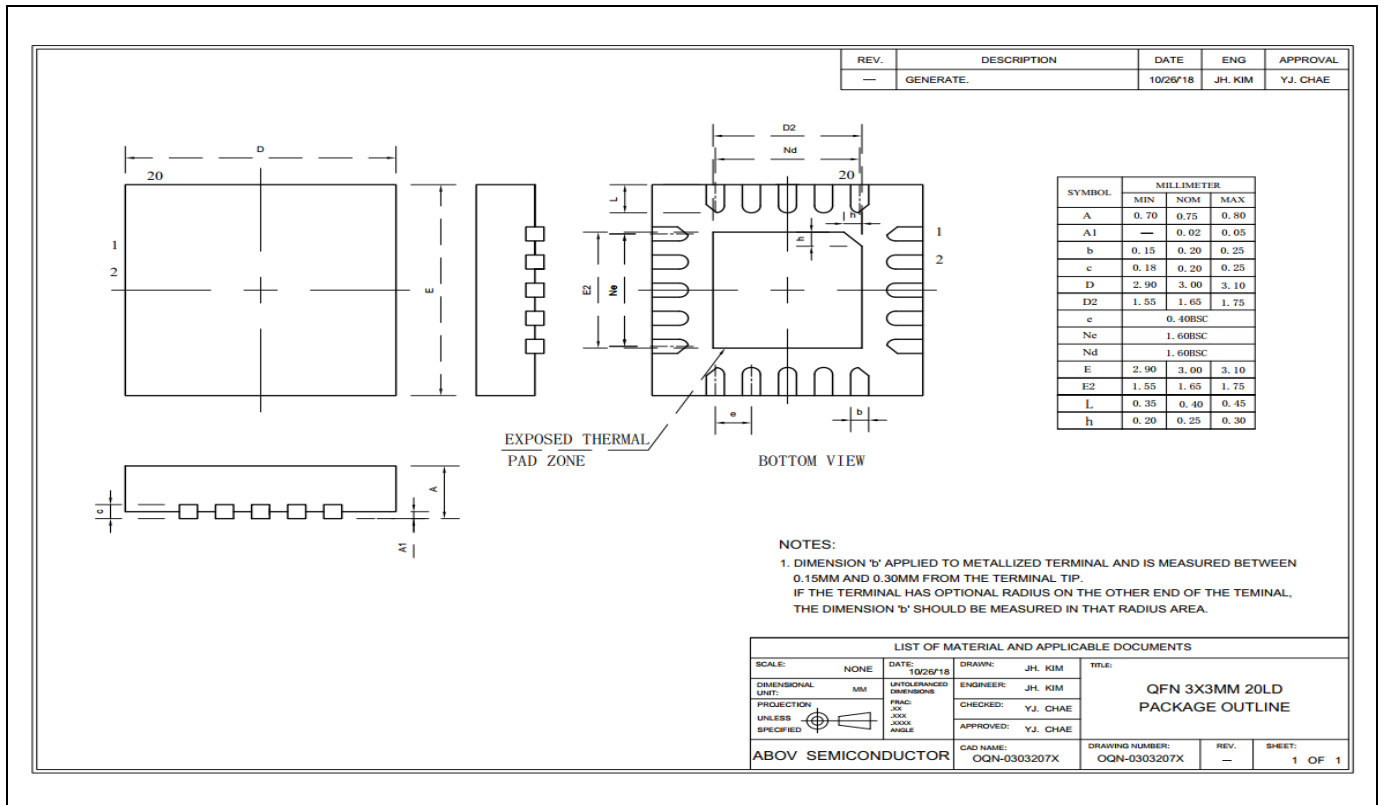 REV. DESCRIPTION DATE ENG APPROVAL
— GENERATE. 10/26/'18 JH. KIM YJ. CHAE
D
20
1
2
E
D2
Nd
20
L
h
h
1
2
E2
Ne
e
b
EXPOSED THERMAL
PAD ZONE
BOTTOM VIEW
c
A
A1
SYMBOL MILLIMETER
MIN NOM MAX
A 0.70 0.75 0.80
A1 — 0.02 0.05
b 0.15 0.20 0.25
c 0.18 0.20 0.25
D 2.90 3.00 3.10
D2 1.55 1.65 1.75
e 0.40BSC
Ne 1.60BSC
Nd 1.60BSC
E 2.90 3.00 3.10
E2 1.55 1.65 1.75
L 0.35 0.40 0.45
h 0.20 0.25 0.30
NOTES:
1. DIMENSION 'b' APPLIED TO METALLIZED TERMINAL AND IS MEASURED BETWEEN
0.15MM AND 0.30MM FROM THE TERMINAL TIP.
IF THE TERMINAL HAS OPTIONAL RADIUS ON THE OTHER END OF THE TEMINAL,
THE DIMENSION 'b' SHOULD BE MEASURED IN THAT RADIUS AREA.
LIST OF MATERIAL AND APPLICABLE DOCUMENTS
SCALE: NONE
DATE: 10/26/'18
DRAWN: JH. KIM
TITLE:
DIMENSIONAL UNIT: MM
UNTOLERANCED DIMENSIONS
ENGINEER: JH. KIM
QFN 3X3MM 20LD
PACKAGE OUTLINE
PROJECTION
UNLESS
SPECIFIED
FRAC:
.XX
.XXX
.XXXX
ANGLE
CHECKED: YJ. CHAE
APPROVED: YJ. CHAE
ABOV SEMICONDUCTOR
CAD NAME:
OQN-0303207X
DRAWING NUMBER:
OQN-0303207X
REV.
—
SHEET:
1 OF 1